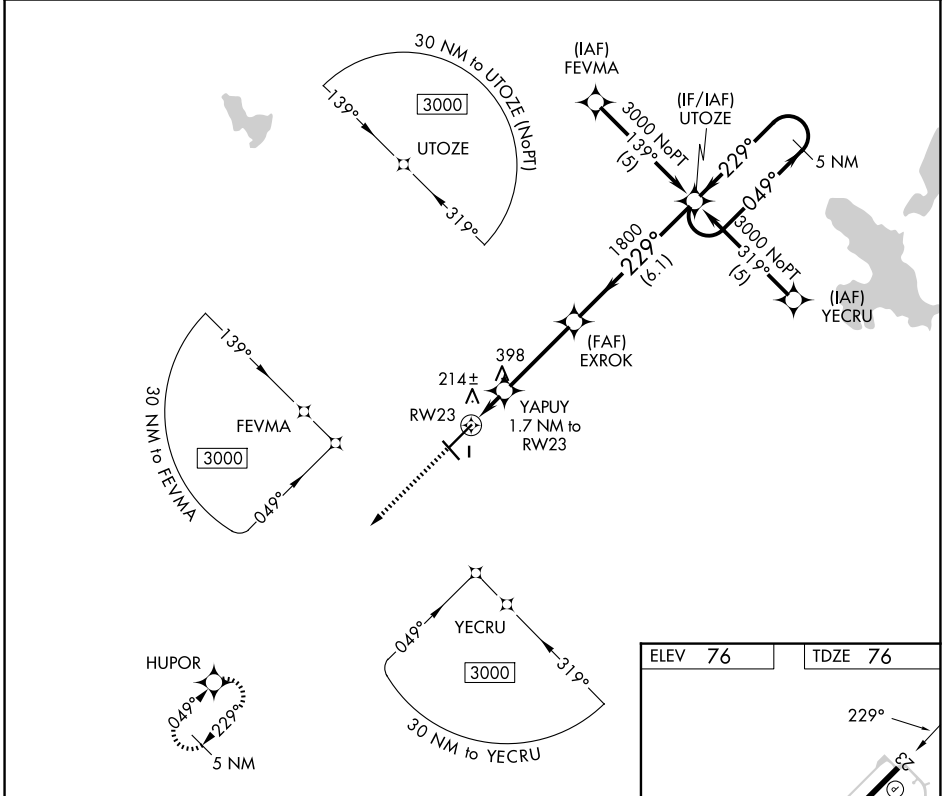 30 NM to UTOZE (NoPT)
139°
3000
UTOZE
319°
(IAF)
FEVMA
3000 NoPT
139°
(5)
(IF/IAF)
UTOZE
229°
049°
5 NM
3000 NoPT
319°
(5)
(IAF)
YECRU
1800
229°
(6.1)
(FAF)
EXROK
398
214±
RW23
YAPUY
1.7 NM to
RW23
139°
FEVMA
3000
049°
30 NM to FEVMA
049°
YECRU
3000
319°
30 NM to YECRU
HUPOR
049°
229°
5 NM
ELEV 76
TDZE 76
229°
23
P